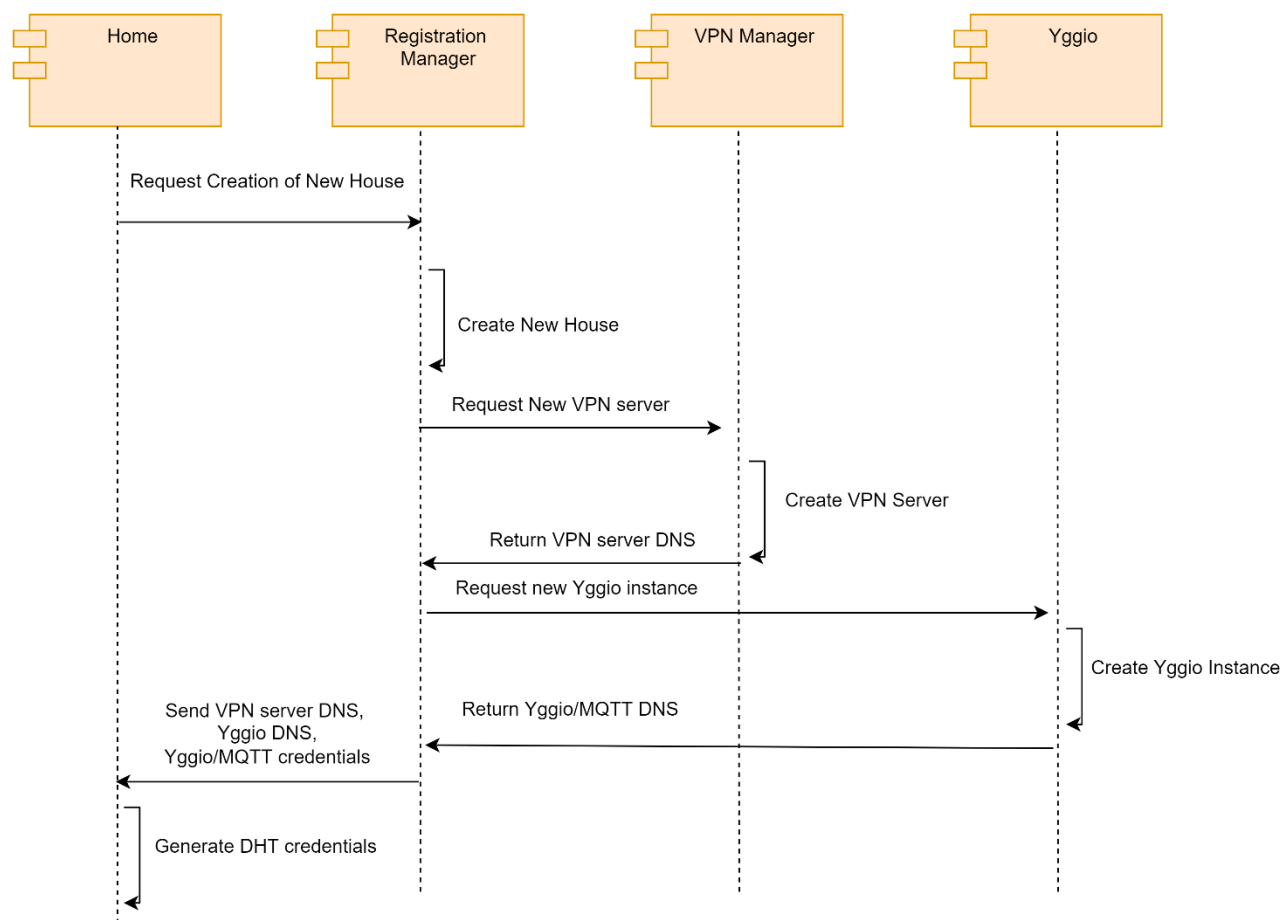 Home
Registration
Manager
VPN Manager
Yggio
Request Creation of New House
Create New House
Request New VPN server
Create VPN Server
Return VPN server DNS
Request new Yggio instance
Create Yggio Instance
Return Yggio/MQTT DNS
Send VPN server DNS,
Yggio DNS,
Yggio/MQTT credentials
Generate DHT credentials